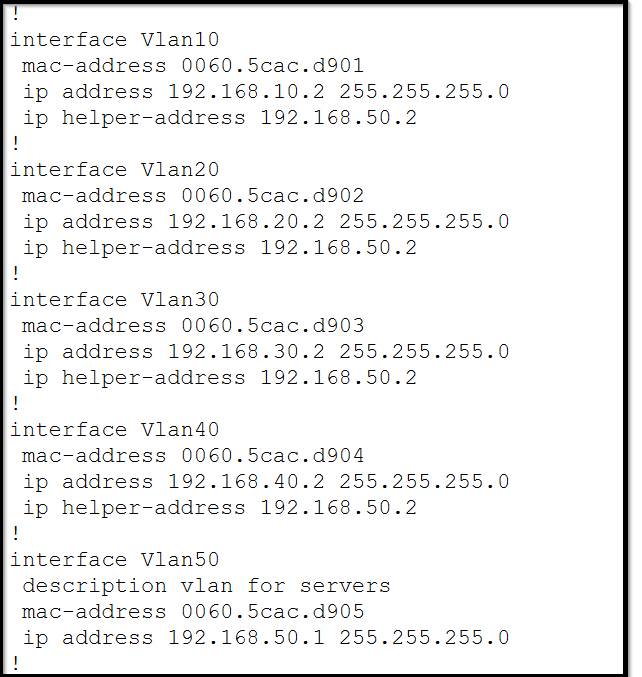 !
interface Vlan10
 mac-address 0060.5cac.d901
 ip address 192.168.10.2 255.255.255.0
 ip helper-address 192.168.50.2
!
interface Vlan20
 mac-address 0060.5cac.d902
 ip address 192.168.20.2 255.255.255.0
 ip helper-address 192.168.50.2
!
interface Vlan30
 mac-address 0060.5cac.d903
 ip address 192.168.30.2 255.255.255.0
 ip helper-address 192.168.50.2
!
interface Vlan40
 mac-address 0060.5cac.d904
 ip address 192.168.40.2 255.255.255.0
 ip helper-address 192.168.50.2
!
interface Vlan50
 description vlan for servers
 mac-address 0060.5cac.d905
 ip address 192.168.50.1 255.255.255.0
!